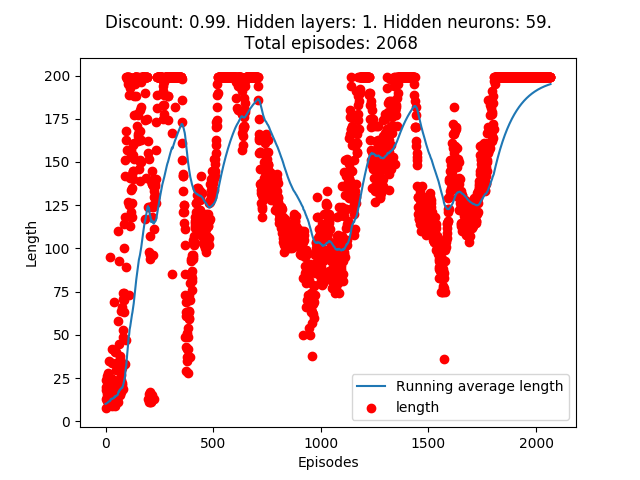 Discount: 0.99. Hidden layers: 1. Hidden neurons: 59.
Total episodes: 2068
200
175
150
125
100
75
50
25
0
Length
Running average length
length
0
500
1000
1500
2000
Episodes